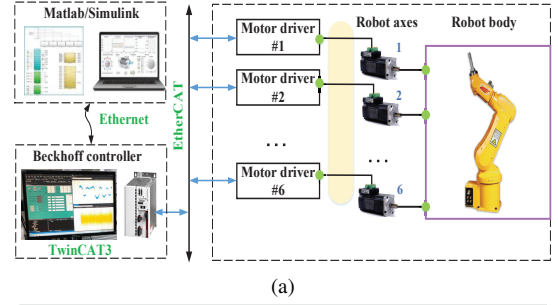 Matlab/Simulink
Ethernet
Beckhoff controller
TwinCAT3
EtherCAT
Motor driver
#1
Motor driver
#2
...
Motor driver
#6
Robot axes
1
2
...
6
Robot body
(a)